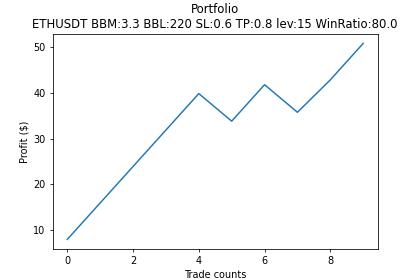 Portfolio
ETHUSDT BBM:3.3 BBL:220 SL:0.6 TP:0.8 lev:15 WinRatio:80.0
50
40
30
20
10
Profit ($)
0 2 4 6 8
Trade counts